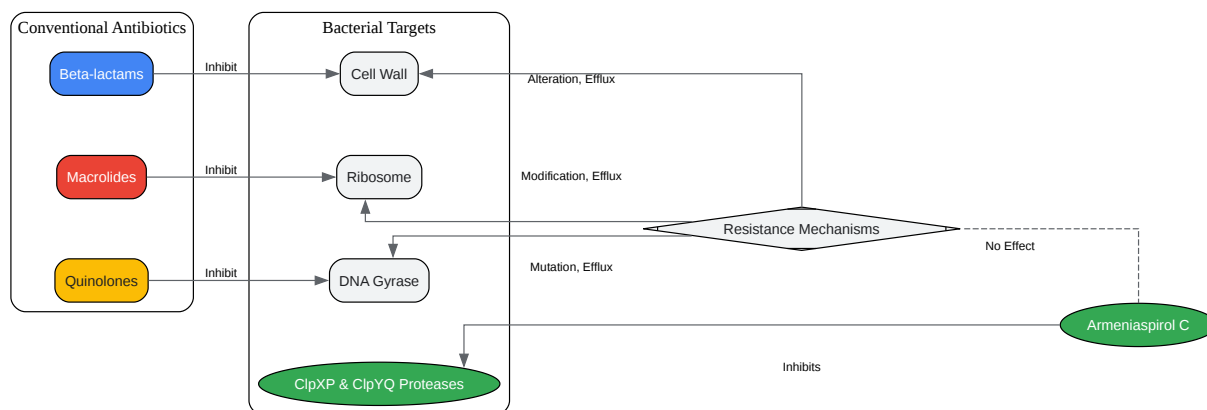 Conventional Antibiotics
Bacterial Targets
Beta-lactams
Inhibit
Cell Wall
Alteration, Efflux
Macrolides
Inhibit
Ribosome
Modification, Efflux
Resistance Mechanisms
No Effect
Quinolones
Inhibit
DNA Gyrase
Mutation, Efflux
Armeniaspirol C
Inhibits
ClpXP & ClpYQ Proteases